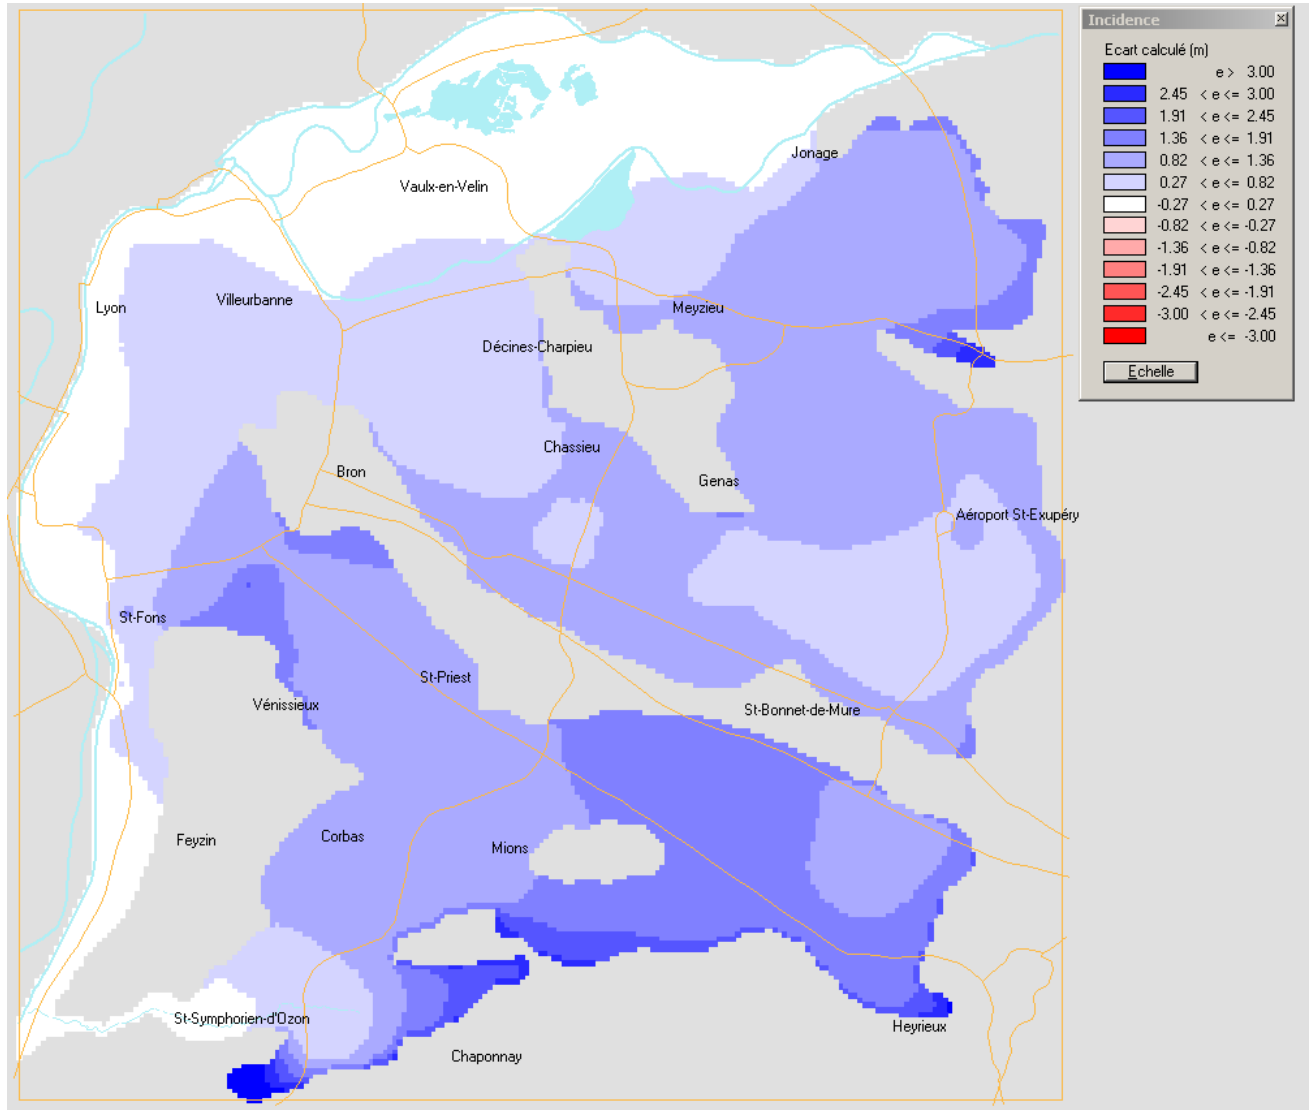 Incidence
Ecart calculé (m)
e > 3.00
2.45 < e <= 3.00
1.91 < e <= 2.45
1.36 < e <= 1.91
0.82 < e <= 1.36
0.27 < e <= 0.82
-0.27 < e <= 0.27
-0.82 < e <= -0.27
-1.36 < e <= -0.82
-1.91 < e <= -1.36
-2.45 < e <= -1.91
-3.00 < e <= -2.45
e <= -3.00
Echelle
Jonage
Vaulx-en-Velin
Lyon
Villeurbanne
Meyzieu
Décines-Charpieu
Chassieu
Bron
Genas
Aéroport St-Exupéry
St-Fons
St-Priest
Vénissieux
St-Bonnet-de-Mure
Feyzin
Corbas
Mions
St-Symphorien-d'Ozon
Heyrieux
Chaponnay